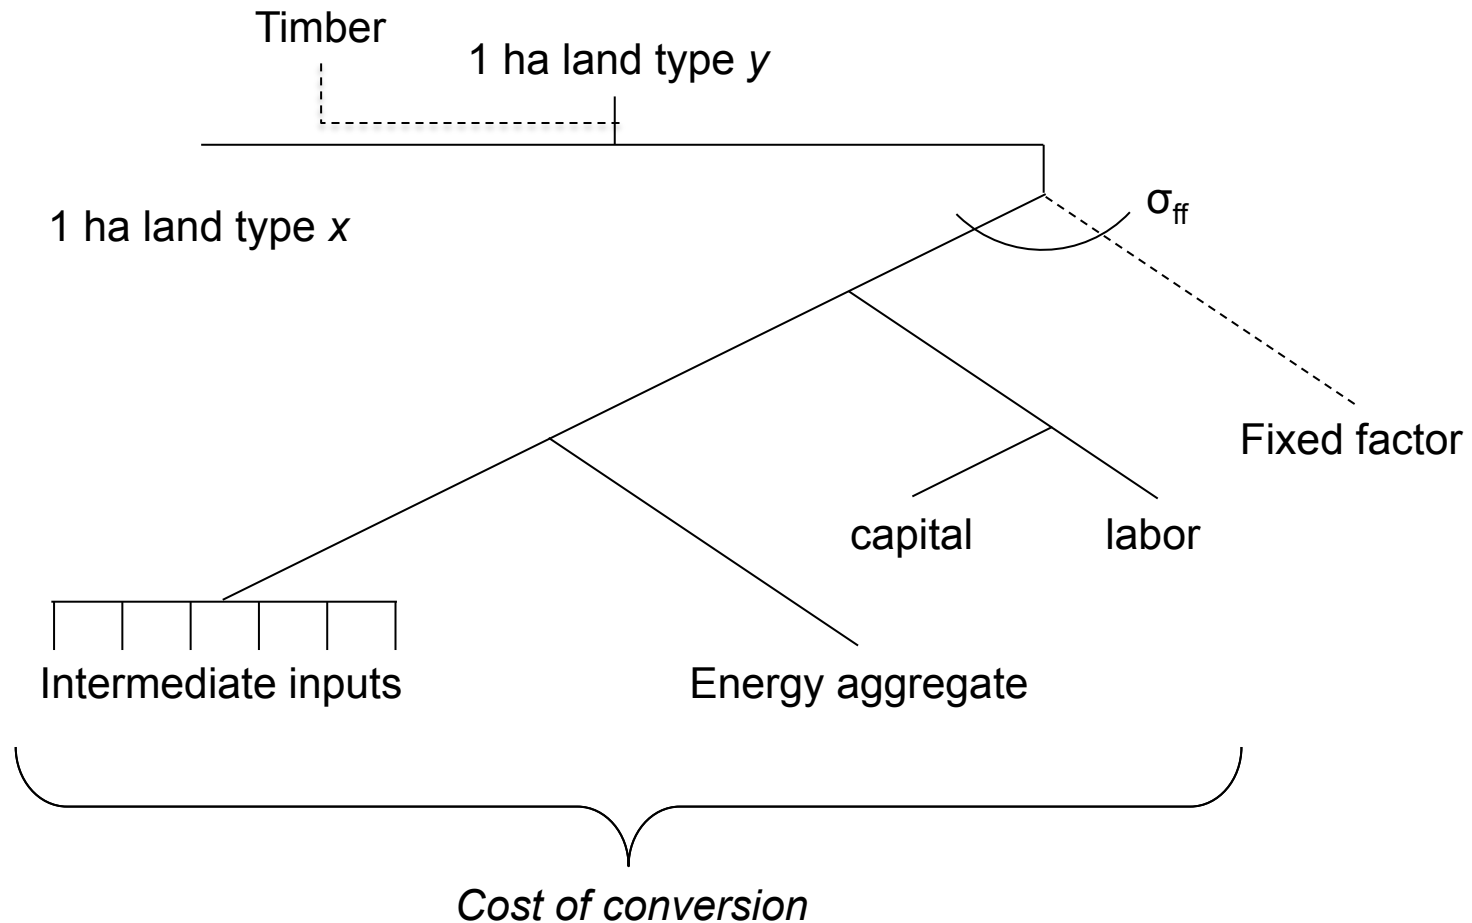 Timber
1 ha land type y
1 ha land type x
σff
Fixed factor
capital
labor
Intermediate inputs
Energy aggregate
Cost of conversion